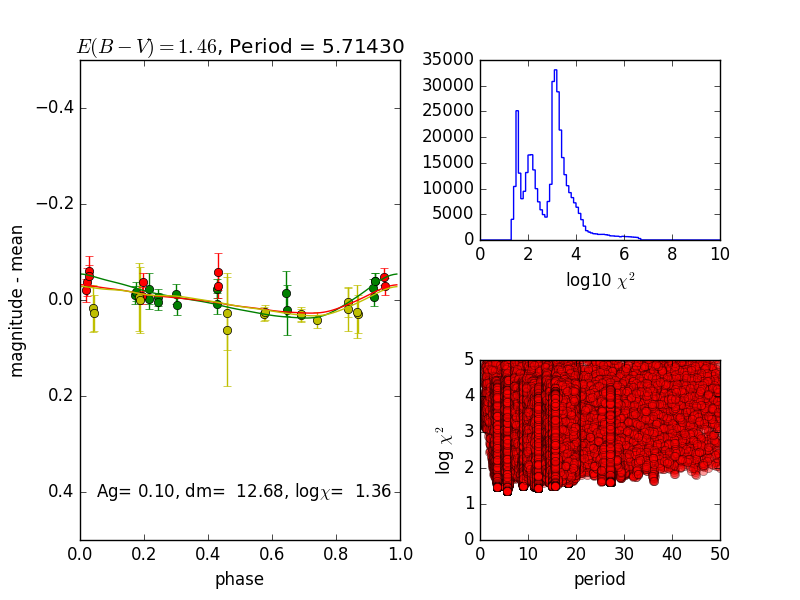 E(B − V) = 1.46, Period = 5.71430
−0.4
−0.2
0.0
0.2
0.4
magnitude - mean
Ag= 0.10, dm= 12.68, logχ= 1.36
0.0 0.2 0.4 0.6 0.8 1.0
phase
35000
30000
25000
20000
15000
10000
5000
0
0 2 4 6 8 10
log10 χ²
5
4
3
2
1
0
log χ²
0 10 20 30 40 50
period